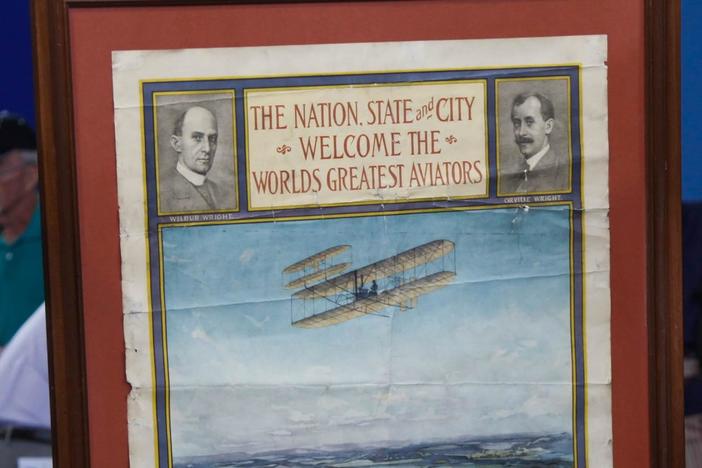 THE NATION, STATE and CITY
WELCOME THE
WORLDS GREATEST AVIATORS
WILBUR WRIGHT.
ORVILLE WRIGHT.